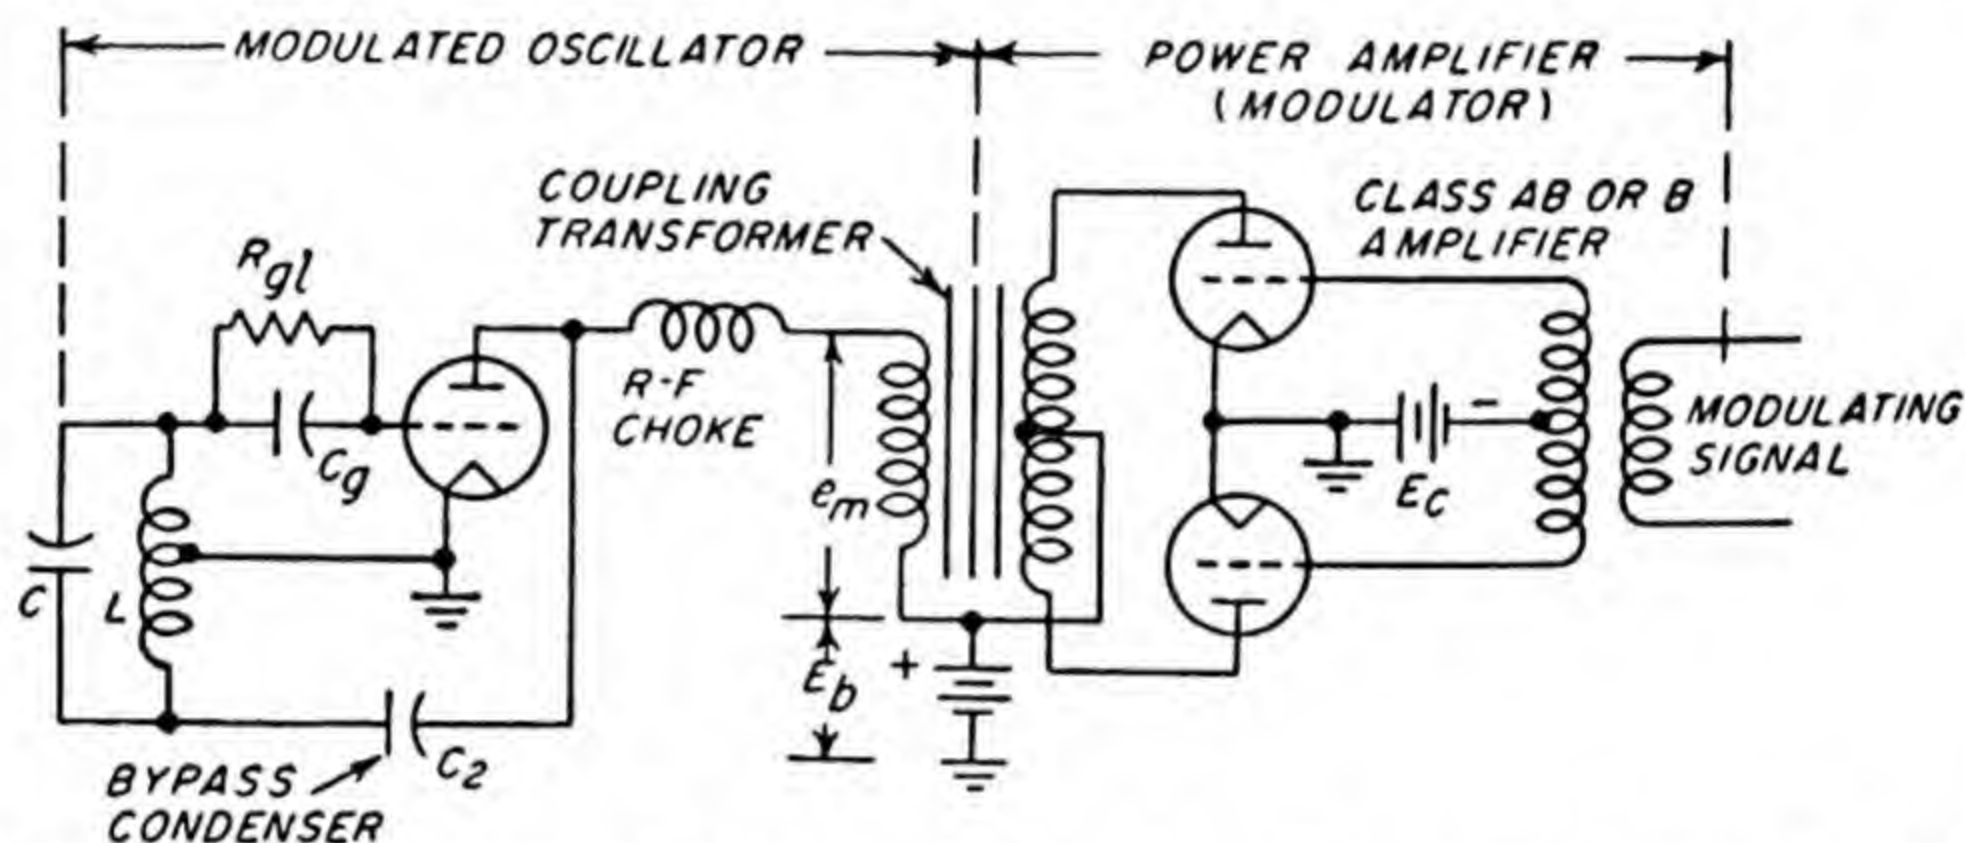 MODULATED OSCILLATOR
POWER AMPLIFIER
(MODULATOR)
COUPLING
TRANSFORMER
CLASS AB OR B
AMPLIFIER
Rgl
R-F
CHOKE
Cg
em
Ec
-
MODULATING
SIGNAL
C
L
Eb
+
C2
BYPASS
CONDENSER